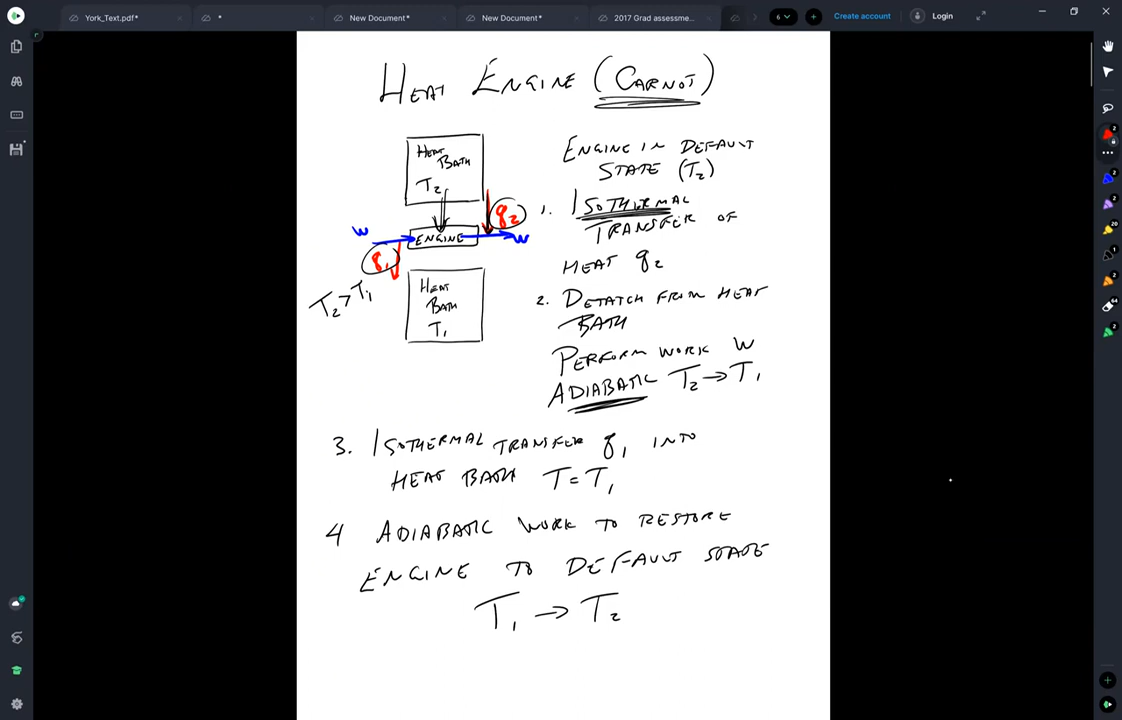 York_Text.pdf*
*
New Document*
New Document*
2017 Grad assessme...
6
Create account
Login
HEAT ENGINE (CARNOT)
HEAT
BATH
T₂
q₂
W
ENGINE
W
q₁
T₂ > T₁
HEAT
BATH
T₁
ENGINE IN DEFAULT
STATE (T₂)
1. ISOTHERMAL
TRANSFER OF
HEAT q₂
2. DETATCH FROM HEAT
BATH
PERFORM WORK W
ADIABATIC T₂ → T₁
3. ISOTHERMAL TRANSFER q₁ INTO
HEAT BATH T = T₁
4 ADIABATIC WORK TO RESTORE
ENGINE TO DEFAULT STATE
T₁ → T₂